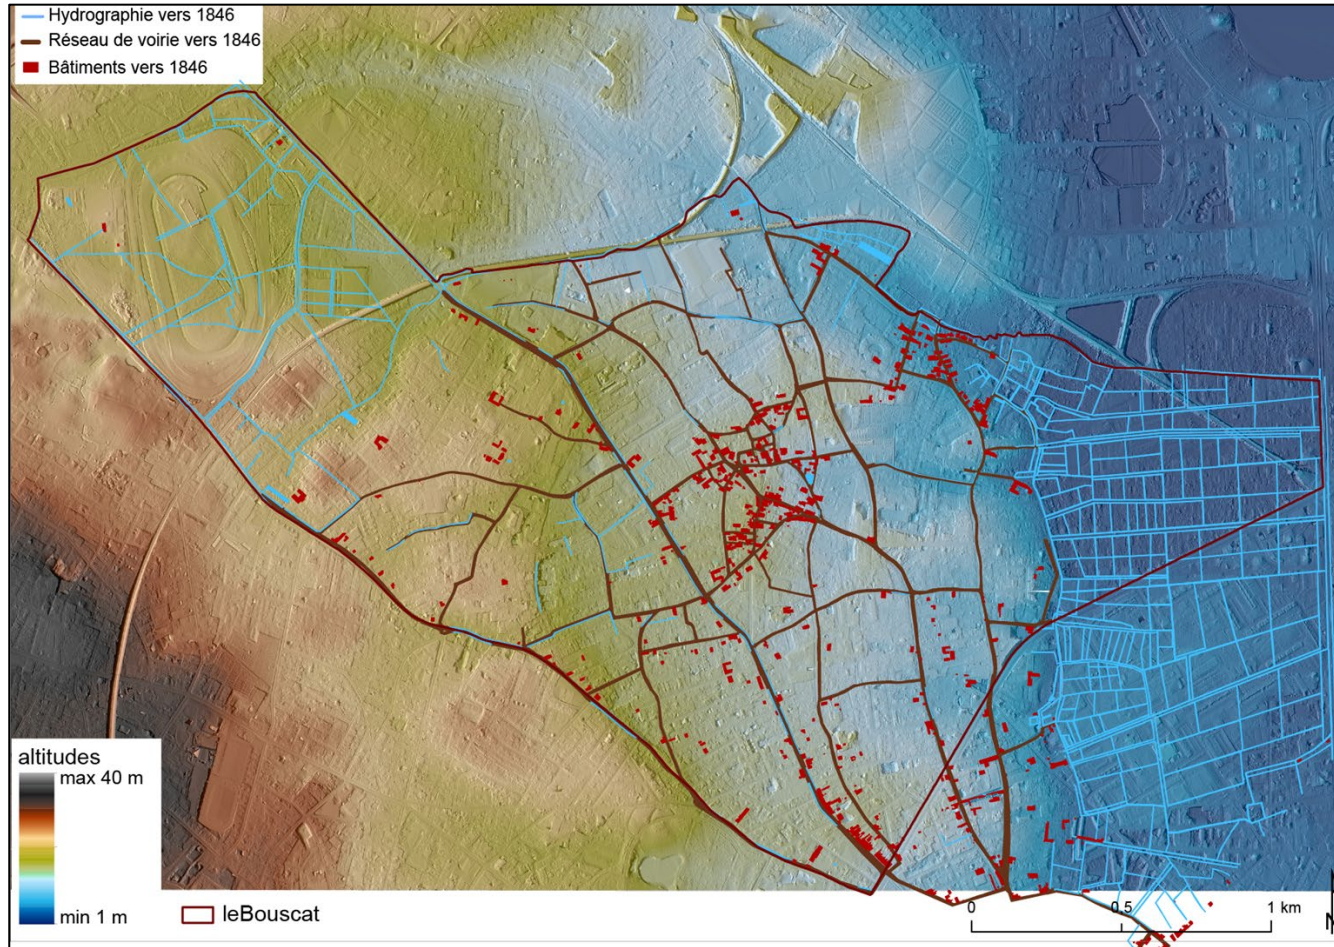 Hydrographie vers 1846
Réseau de voirie vers 1846
Bâtiments vers 1846
altitudes
max 40 m
min 1 m
leBouscat
0 0.5 1 km